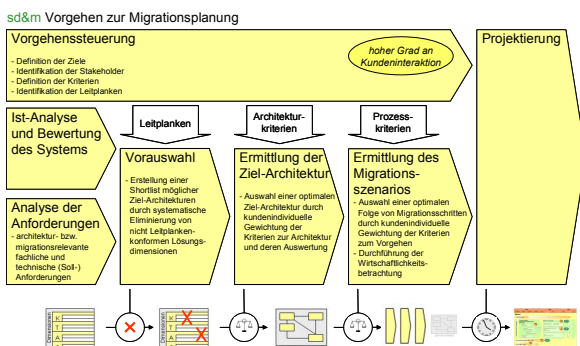 sd&m Vorgehen zur Migrationsplanung
Vorgehenssteuerung
- Definition der Ziele
- Identifikation der Stakeholder
- Definition der Kriterien
- Identifikation der Leitplanken
hoher Grad an
Kundeninteraktion
Projektierung
Ist-Analyse
und Bewertung
des Systems
Leitplanken
Architektur-
kriterien
Prozess-
kriterien
Vorauswahl
- Erstellung einer
Shortlist möglicher
Ziel-Architekturen
durch systematische
Eliminierung von
nicht Leitplanken-
konformen Lösungs-
dimensionen
Ermittlung der
Ziel-Architektur
- Auswahl einer optimalen
Ziel-Architektur durch
kundenindividuelle
Gewichtung der
Kriterien zur Architektur
und deren Auswertung
Ermittlung des
Migrations-
szenarios
- Auswahl einer optimalen
Folge von Migrationsschritten
durch kundenindividuelle
Gewichtung der Kriterien
zum Vorgehen
- Durchführung der
Wirtschaftlichkeits-
betrachtung
Analyse der
Anforderungen
- architektur- bzw.
migrationsrelevante
fachliche und
technische (Soll-)
Anforderungen
Dimensionen
K
T
A
Dimensionen
K
T
A